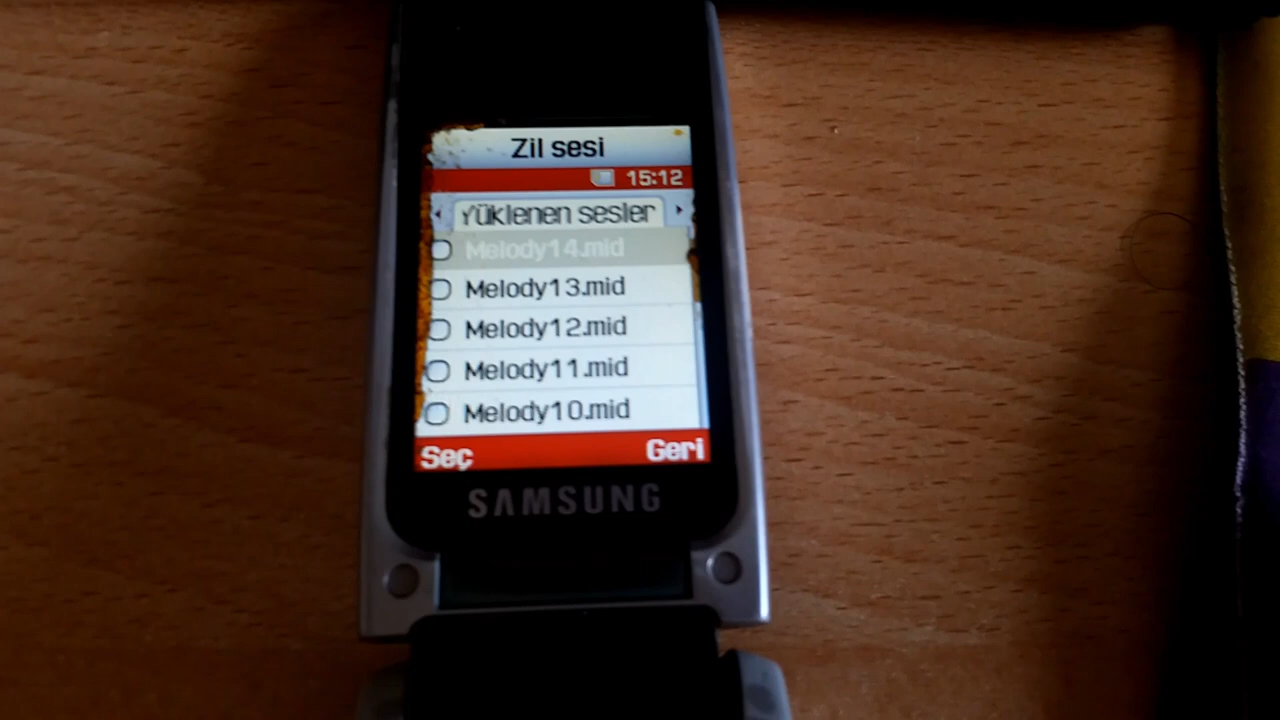 Zil sesi
15:12
Yüklenen sesler
Melody14.mid
Melody13.mid
Melody12.mid
Melody11.mid
Melody10.mid
Seç Geri
SAMSUNG